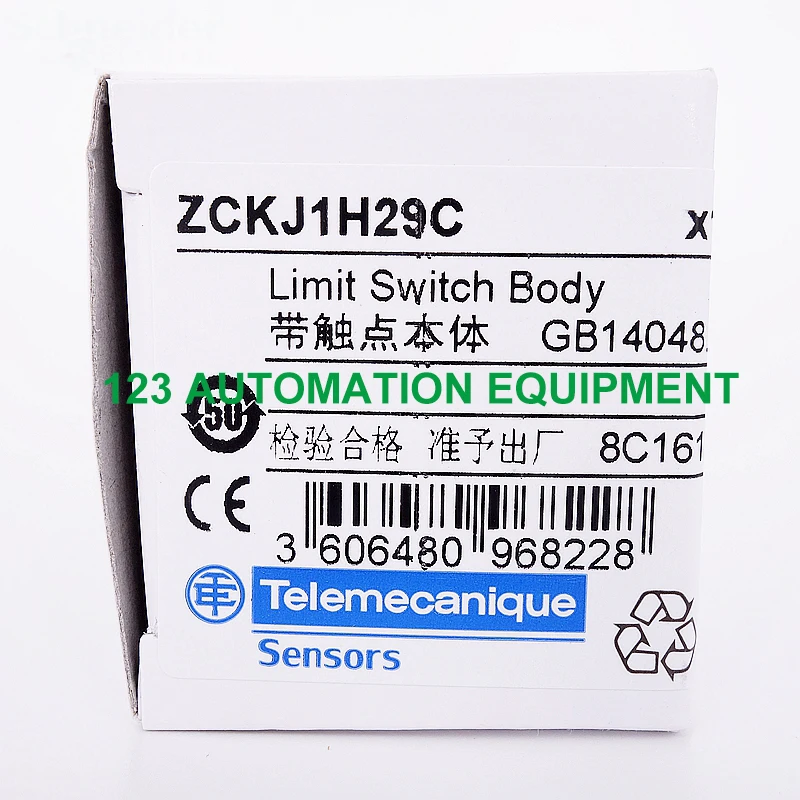 ZCKJ1H29C
Limit Switch Body
带触点本体 GB14048.
123 AUTOMATION EQUIPMENT
50
检验合格 准予出厂 8C161
CE
3 606480 968228
Telemecanique
Sensors